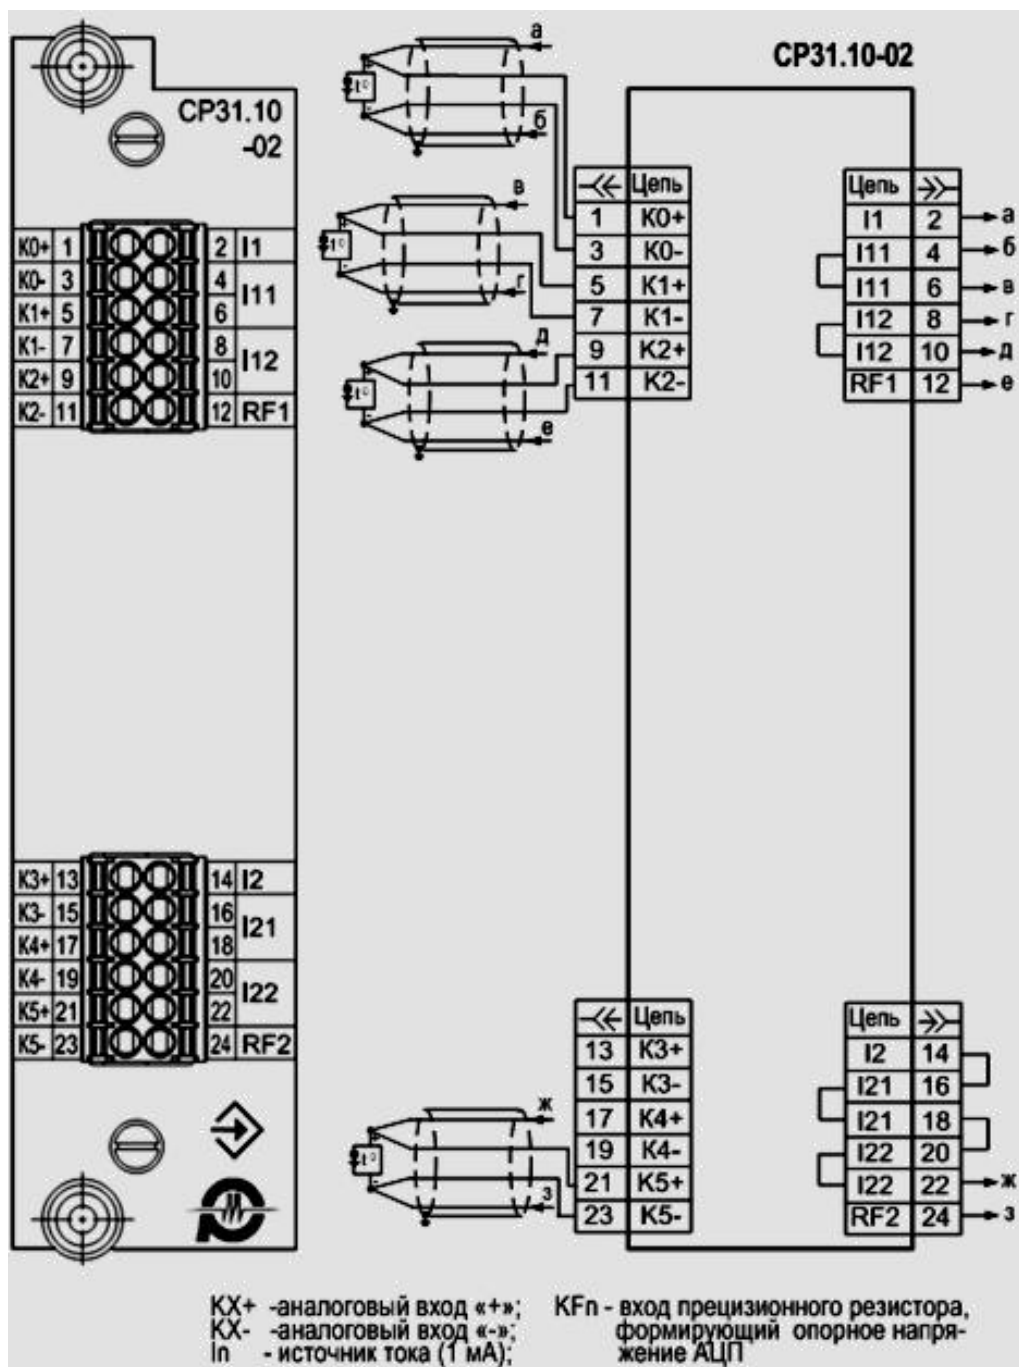 CP31.10
-02
K0+ 1 2 I1
K0- 3 4 I11
K1+ 5 6
K1- 7 8 I12
K2+ 9 10
K2- 11 12 RF1
K3+ 13 14 I2
K3- 15 16 I21
K4+ 17 18
K4- 19 20 I22
K5+ 21 22
K5- 23 24 RF2
а
t°
б
в
t°
г
д
t°
е
ж
t°
з
CP31.10-02
Цепь
1 K0+
3 K0-
5 K1+
7 K1-
9 K2+
11 K2-
Цепь
I1 2 а
I11 4 б
I11 6 в
I12 8 г
I12 10 д
RF1 12 е
Цепь
13 K3+
15 K3-
17 K4+
19 K4-
21 K5+
23 K5-
Цепь
I2 14
I21 16
I21 18
I22 20
I22 22 ж
RF2 24 з
KX+ -аналоговый вход «+»;
KX- -аналоговый вход «-»;
In - источник тока (1 мА);
KFn - вход прецизионного резистора,
формирующий опорное напря-
жение АЦП